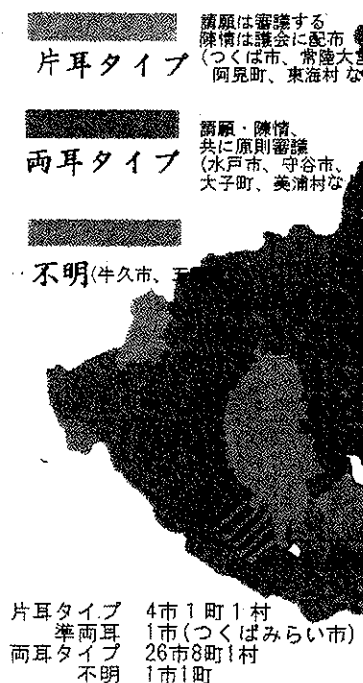 請願は審議する
陳情は議会に配布
片耳タイプ
(つくば市、常陸大
阿見町、東海村な
請願・陳情、
共に原則審議
両耳タイプ
(水戸市、守谷市、
大子町、美浦村な
不明(牛久市、五
片耳タイプ 4市1町1村
準両耳 1市(つくばみらい市)
両耳タイプ 26市8町1村
不明 1市1町